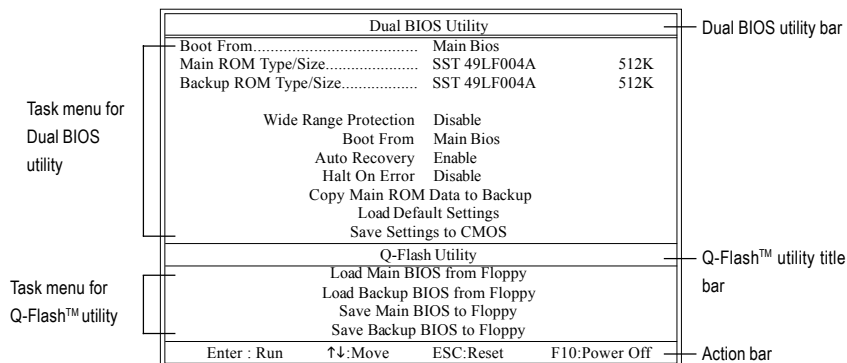 Dual BIOS Utility
Dual BIOS utility bar
Boot From...................................... Main Bios
Main ROM Type/Size...................... SST 49LF004A 512K
Backup ROM Type/Size.................. SST 49LF004A 512K
Task menu for
Dual BIOS
utility
Wide Range Protection Disable
Boot From Main Bios
Auto Recovery Enable
Halt On Error Disable
Copy Main ROM Data to Backup
Load Default Settings
Save Settings to CMOS
Q-Flash Utility
Q-Flash™ utility title
bar
Task menu for
Q-Flash™ utility
Load Main BIOS from Floppy
Load Backup BIOS from Floppy
Save Main BIOS to Floppy
Save Backup BIOS to Floppy
Enter : Run ↑↓:Move ESC:Reset F10:Power Off
Action bar